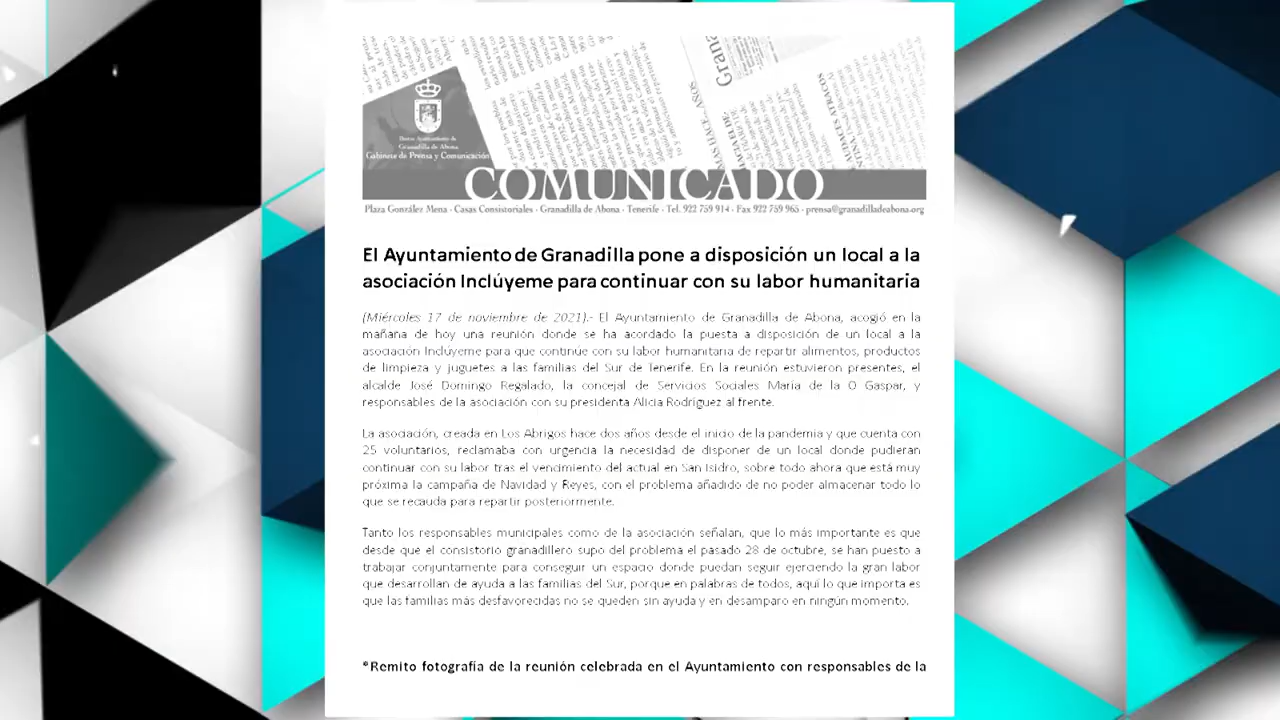 Ilustre Ayuntamiento de
Granadilla de Abona
Gabinete de Prensa y Comunicación
COMUNICADO
Plaza González Mena - Casas Consistoriales - Granadilla de Abona - Tenerife - Tel. 922 759 914 - Fax 922 759 965 - prensa@granadilladeabona.org
El Ayuntamiento de Granadilla pone a disposición un local a la
asociación Inclúyeme para continuar con su labor humanitaria
(Miércoles 17 de noviembre de 2021).- El Ayuntamiento de Granadilla de Abona, acogió en la
mañana de hoy una reunión donde se ha acordado la puesta a disposición de un local a la
asociación Inclúyeme para que continúe con su labor humanitaria de repartir alimentos, productos
de limpieza y juguetes a las familias del Sur de Tenerife. En la reunión estuvieron presentes, el
alcalde José Domingo Regalado, la concejal de Servicios Sociales María de la O Gaspar, y
responsables de la asociación con su presidenta Alicia Rodríguez al frente.
La asociación, creada en Los Abrigos hace dos años desde el inicio de la pandemia y que cuenta con
25 voluntarios, reclamaba con urgencia la necesidad de disponer de un local donde pudieran
continuar con su labor tras el vencimiento del actual en San Isidro, sobre todo ahora que está muy
próxima la campaña de Navidad y Reyes, con el problema añadido de no poder almacenar todo lo
que se recauda para repartir posteriormente.
Tanto los responsables municipales como de la asociación señalan, que lo más importante es que
desde que el consistorio granadillero supo del problema el pasado 28 de octubre, se han puesto a
trabajar conjuntamente para conseguir un espacio donde puedan seguir ejerciendo la gran labor
que desarrollan de ayuda a las familias del Sur, porque en palabras de todos, aquí lo que importa es
que las familias más desfavorecidas no se queden sin ayuda y en desamparo en ningún momento.
*Remito fotografía de la reunión celebrada en el Ayuntamiento con responsables de la